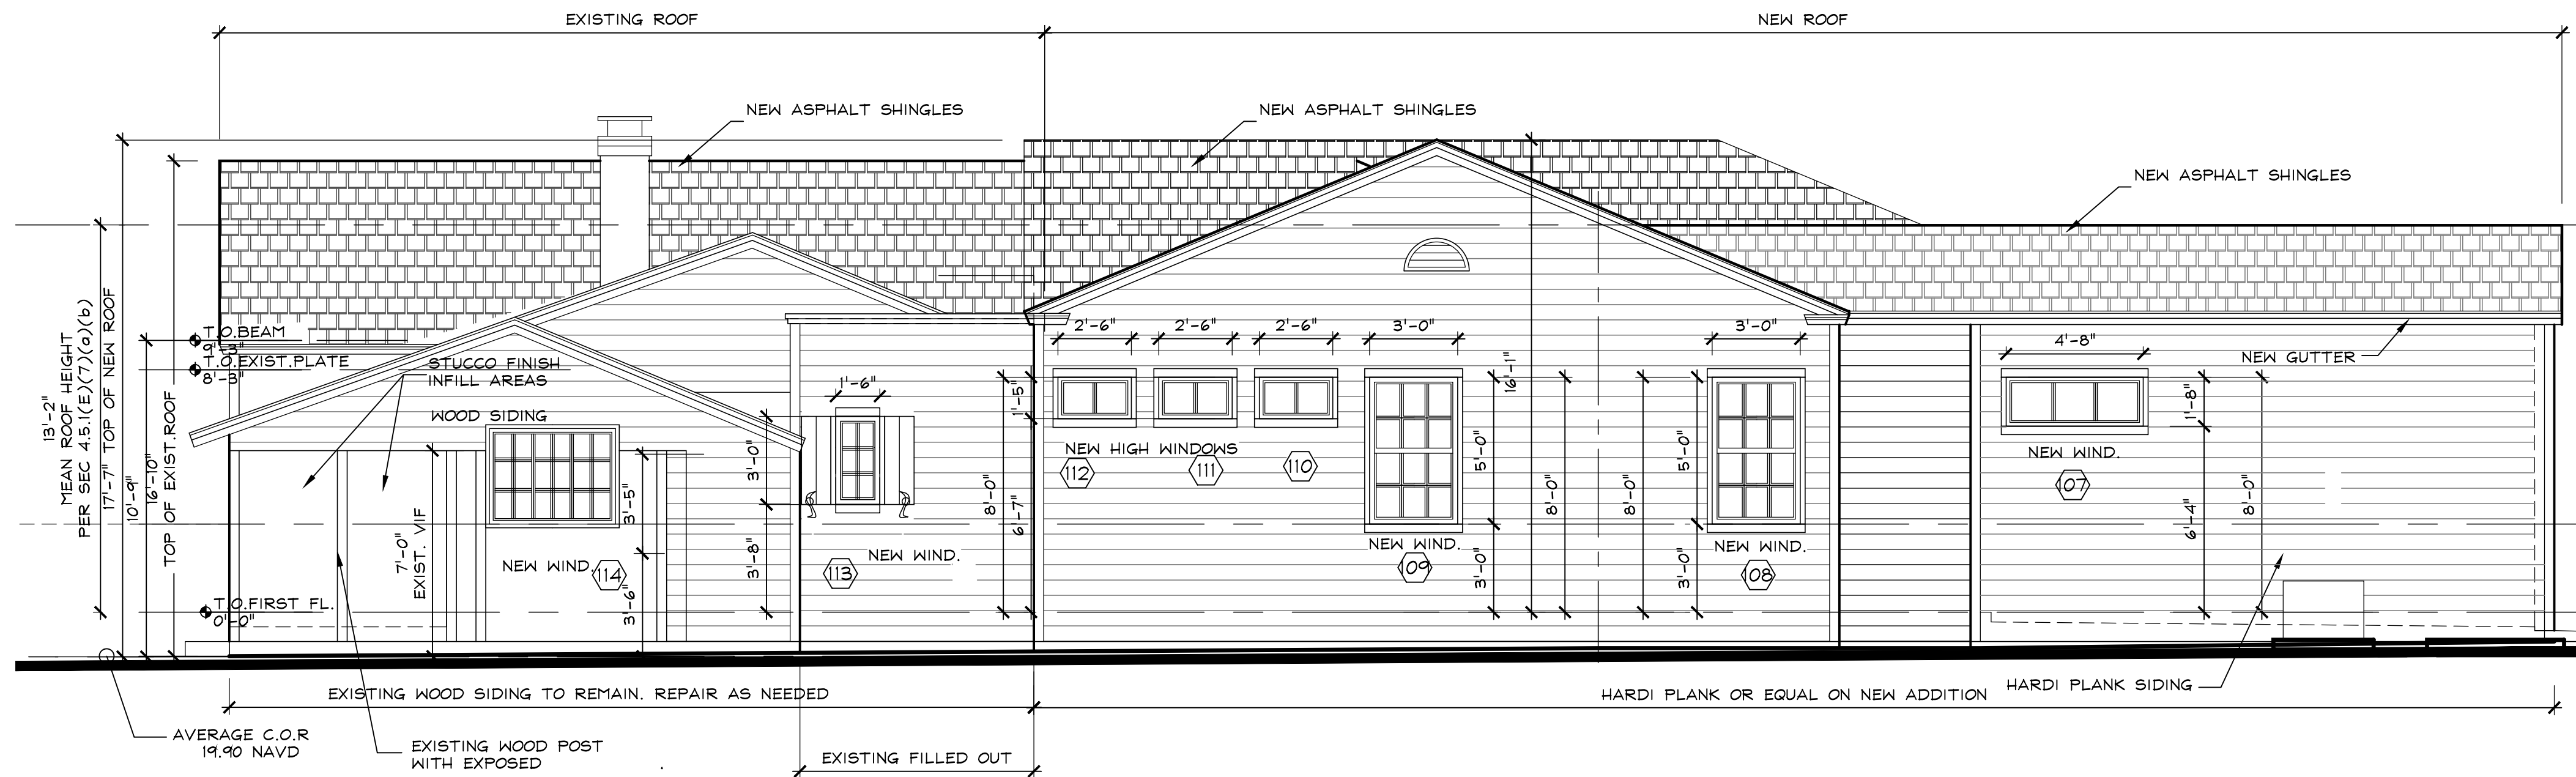 EXISTING ROOF
NEW ROOF
NEW ASPHALT SHINGLES
NEW ASPHALT SHINGLES
NEW ASPHALT SHINGLES
13'-2"
MEAN ROOF HEIGHT
PER SEC 4.5.1(E)(7)(a)(b)
17'-7" TOP OF NEW ROOF
10'-9"
16'-10"
TOP OF EXIST.ROOF
T.O.BEAM
9'-3"
T.O.EXIST.PLATE
8'-3"
STUCCO FINISH
INFILL AREAS
WOOD SIDING
7'-0"
EXIST. VIF
NEW WIND.
114
3'-5"
3'-6"
T.O.FIRST FL.
0'-0"
1'-6"
3'-0"
3'-8"
113
NEW WIND.
8'-0"
1'-5"
6'-7"
2'-6"
2'-6"
2'-6"
3'-0"
NEW HIGH WINDOWS
112
111
110
NEW WIND.
109
5'-0"
3'-0"
16'-1"
8'-0"
8'-0"
3'-0"
5'-0"
3'-0"
NEW WIND.
108
4'-8"
NEW GUTTER
NEW WIND.
107
1'-8"
6'-4"
8'-0"
EXISTING WOOD SIDING TO REMAIN. REPAIR AS NEEDED
HARDI PLANK OR EQUAL ON NEW ADDITION
HARDI PLANK SIDING
AVERAGE C.O.R
19.90 NAVD
EXISTING WOOD POST
WITH EXPOSED
EXISTING FILLED OUT